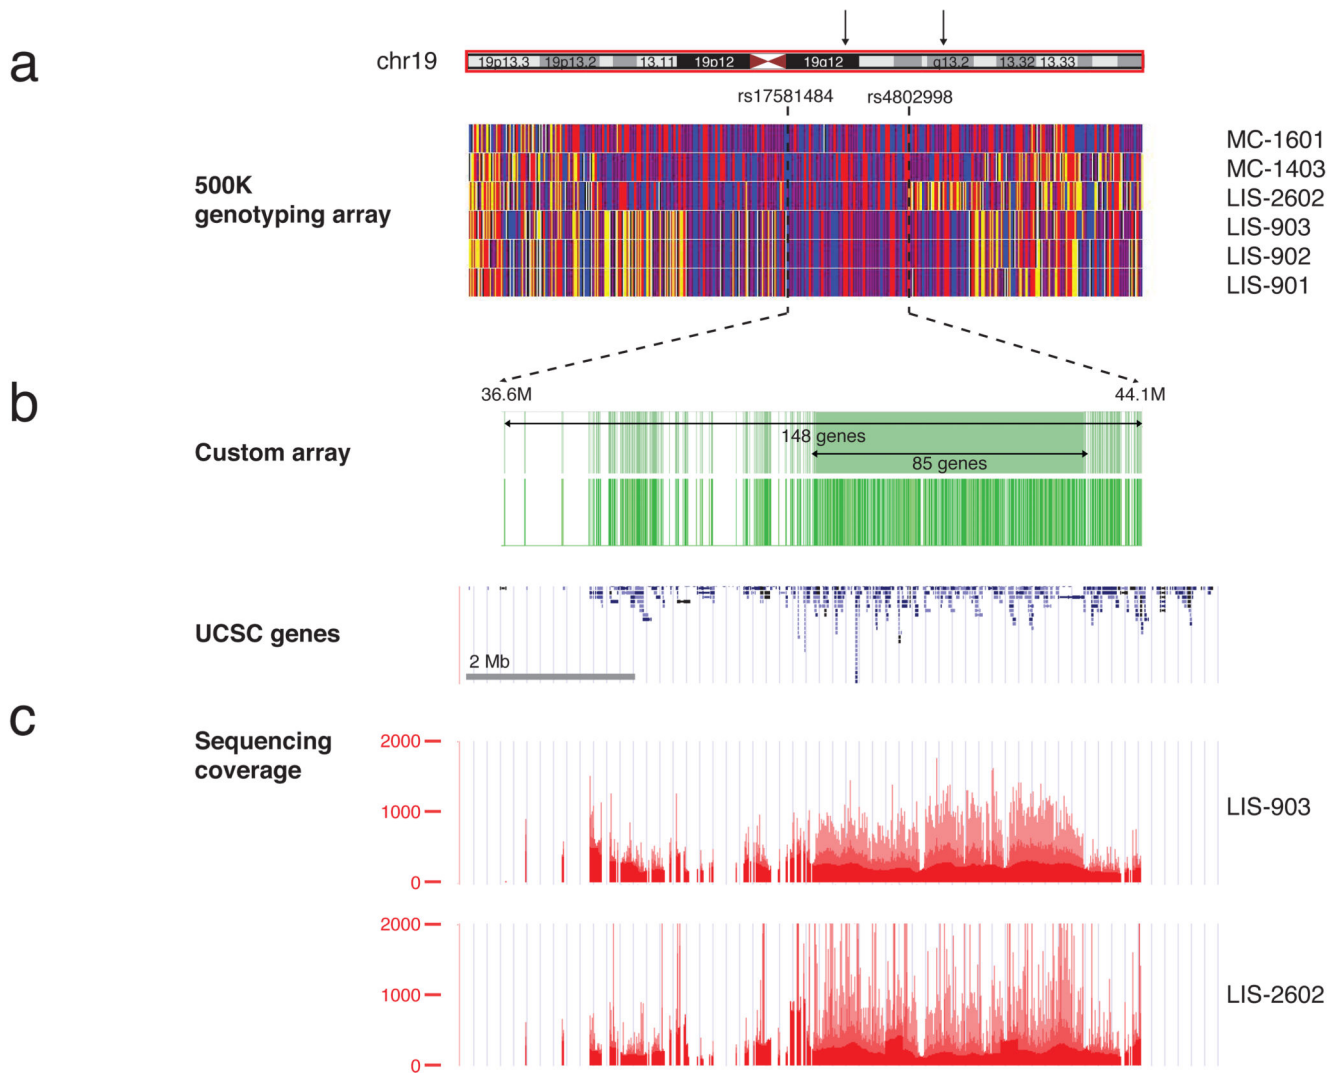 a
chr19
19p13.3 19p13.2 13.11 19p12 19q12 q13.2 13.32 13.33
rs17581484 rs4802998
500K
genotyping array
MC-1601
MC-1403
LIS-2602
LIS-903
LIS-902
LIS-901
b
36.6M 44.1M
Custom array
148 genes
85 genes
UCSC genes
2 Mb
c
Sequencing
coverage
2000
1000
0
LIS-903
2000
1000
0
LIS-2602